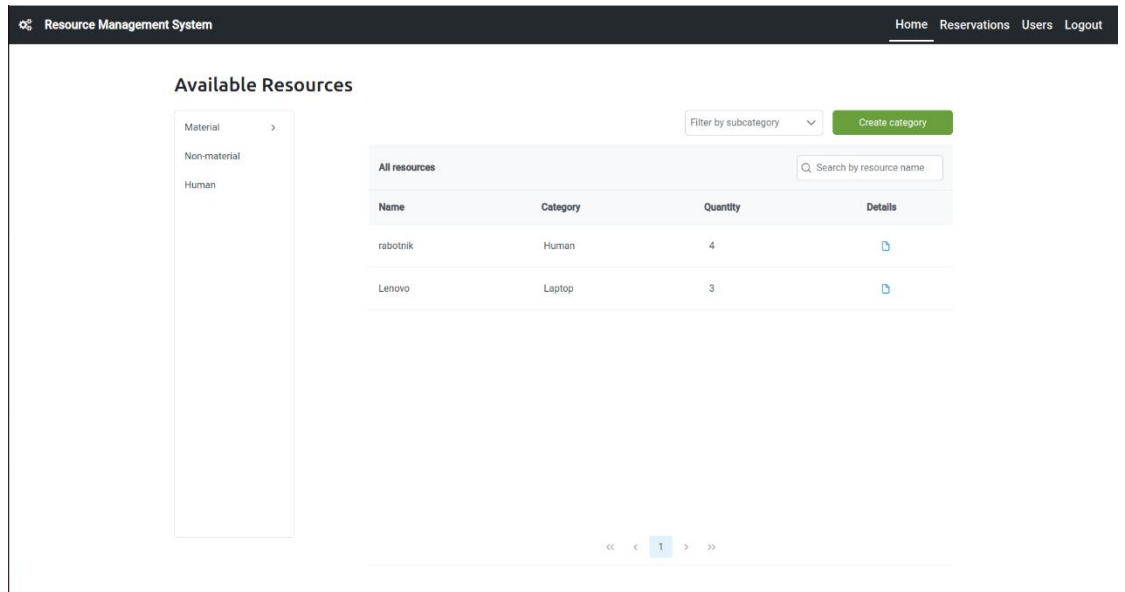 Resource Management System
Home Reservations Users Logout
Available Resources
Material
Non-material
Human
Filter by subcategory
Create category
All resources
Search by resource name
Name Category Quantity Details
rabotnik Human 4
Lenovo Laptop 3
1